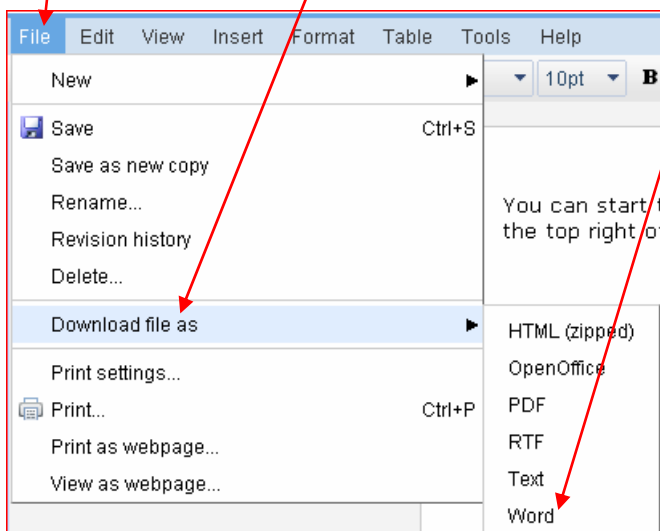 File Edit View Insert Format Table Tools Help
New
10pt B
Save Ctrl+S
Save as new copy
Rename...
You can start
Revision history
the top right
Delete...
Download file as
HTML (zipped)
Print settings...
OpenOffice
Print... Ctrl+P
PDF
Print as webpage...
RTF
View as webpage...
Text
Word